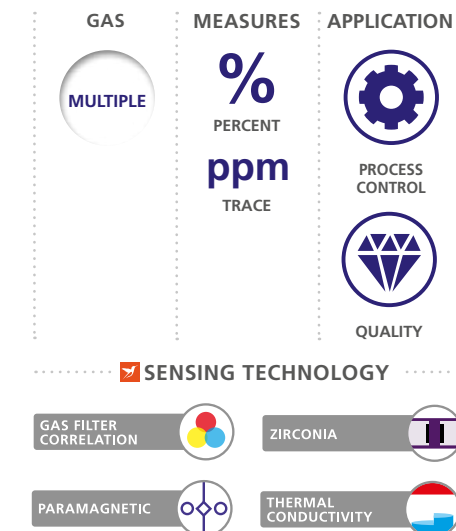 GAS
MULTIPLE
MEASURES
%
PERCENT
ppm
TRACE
APPLICATION
PROCESS
CONTROL
QUALITY
SENSING TECHNOLOGY
GAS FILTER
CORRELATION
ZIRCONIA
PARAMAGNETIC
THERMAL
CONDUCTIVITY